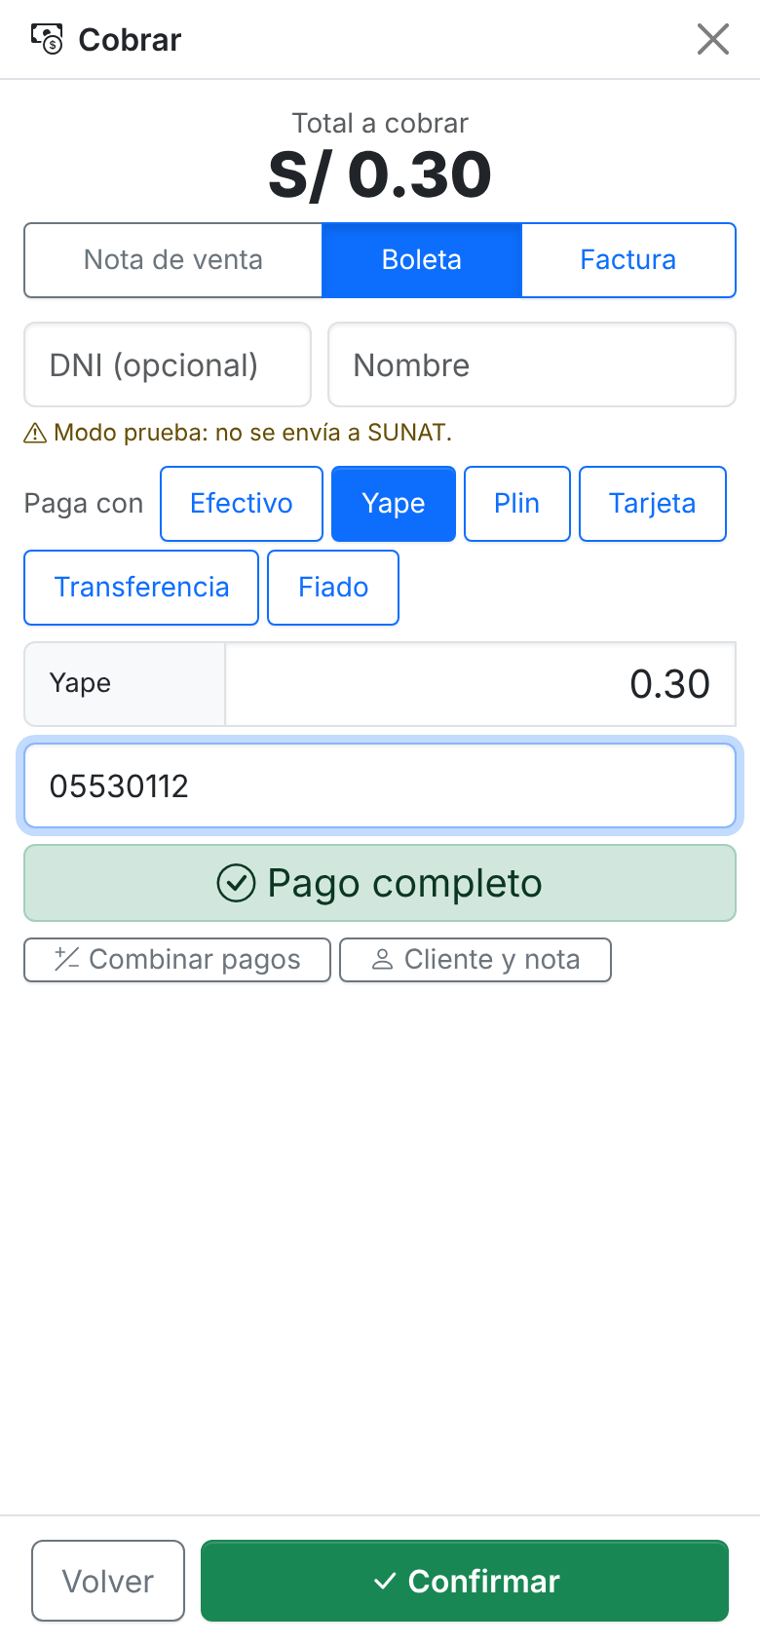 Cobrar
Total a cobrar
S/ 0.30
Nota de venta Boleta Factura
DNI (opcional) Nombre
Modo prueba: no se envía a SUNAT.
Paga con Efectivo Yape Plin Tarjeta
Transferencia Fiado
Yape 0.30
05530112
Pago completo
Combinar pagos Cliente y nota
Volver Confirmar